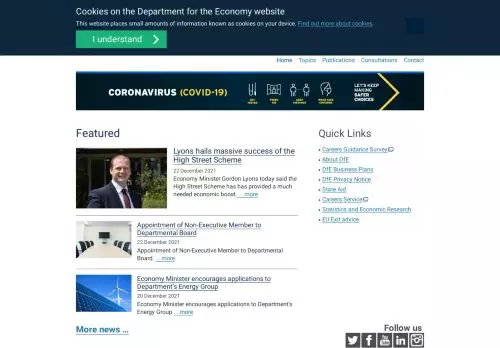 Cookies on the Department for the Economy website
This website places small amounts of information known as cookies on your device. Find out more about cookies.
I understand
Home Topics Publications Consultations Contact
CORONAVIRUS (COVID-19)
LET'S KEEP
MAKING
SAFER
CHOICES
Featured
Lyons hails massive success of the
High Street Scheme
22 December 2021
Economy Minister Gordon Lyons today said the
High Street Scheme has has provided a much
needed economic boost. ... more
Appointment of Non-Executive Member to
Departmental Board
22 December 2021
Appointment of Non-Executive Member to Departmental
Board. ... more
Economy Minister encourages applications to
Department's Energy Group
20 December 2021
Economy Minister encourages applications to Department's
Energy Group ... more
More news ...
Quick Links
Careers Guidance Survey
About DfE
DfE Business Plans
DfE Privacy Notice
State Aid
Careers Service
Statistics and Economic Research
EU Exit advice
Follow us